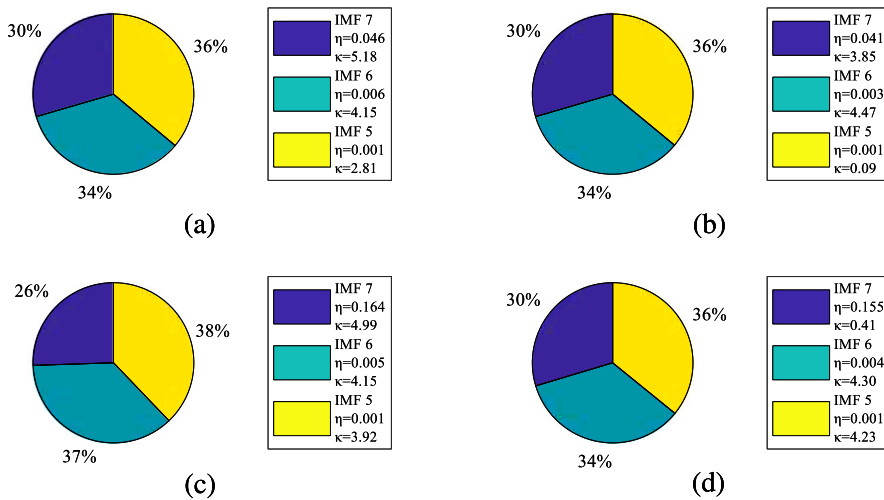 30%
36%
34%
IMF 7
η=0.046
κ=5.18
IMF 6
η=0.006
κ=4.15
IMF 5
η=0.001
κ=2.81
(a)
30%
36%
34%
IMF 7
η=0.041
κ=3.85
IMF 6
η=0.003
κ=4.47
IMF 5
η=0.001
κ=0.09
(b)
26%
38%
37%
IMF 7
η=0.164
κ=4.99
IMF 6
η=0.005
κ=4.15
IMF 5
η=0.001
κ=3.92
(c)
30%
36%
34%
IMF 7
η=0.155
κ=0.41
IMF 6
η=0.004
κ=4.30
IMF 5
η=0.001
κ=4.23
(d)